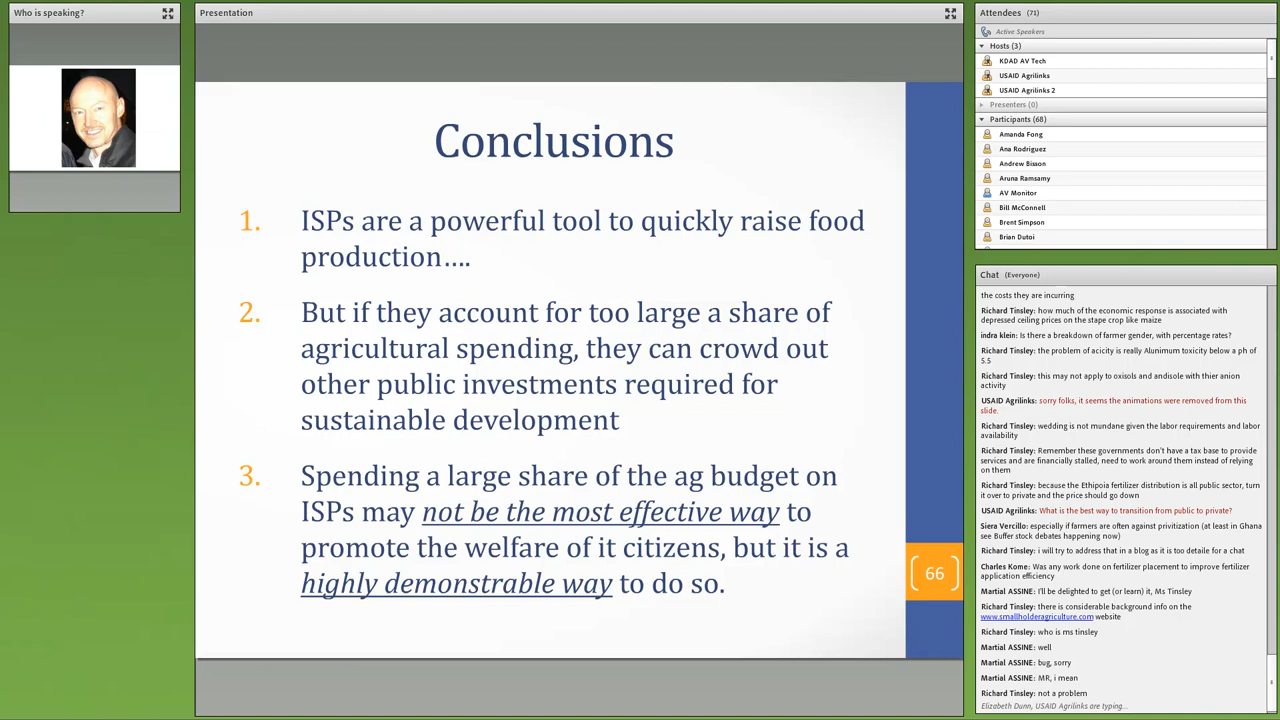 Who is speaking?
Presentation
Conclusions
1. ISPs are a powerful tool to quickly raise food
production….
2. But if they account for too large a share of
agricultural spending, they can crowd out
other public investments required for
sustainable development
3. Spending a large share of the ag budget on
ISPs may not be the most effective way to
promote the welfare of it citizens, but it is a
highly demonstrable way to do so.
66
Attendees (71)
Active Speakers
Hosts (3)
KDAD AV Tech
USAID Agrilinks
USAID Agrilinks 2
Presenters (0)
Participants (68)
Amanda Fong
Ana Rodriguez
Andrew Bisson
Aruna Ramsamy
AV Monitor
Bill McConnell
Brent Simpson
Brian Dutoi
Chat (Everyone)
the costs they are incurring
Richard Tinsley: how much of the economic response is associated with
depressed ceiling prices on the stape crop like maize
indra klein: Is there a breakdown of farmer gender, with percentage rates?
Richard Tinsley: the problem of acicity is really Alunimum toxicity below a ph of
5.5
Richard Tinsley: this may not apply to oxisols and andisole with thier anion
activity
USAID Agrilinks: sorry folks, it seems the animations were removed from this
slide.
Richard Tinsley: wedding is not mundane given the labor requirements and labor
availability
Richard Tinsley: Remember these governments don't have a tax base to provide
services and are financially stalled, need to work around them instead of relying
on them
Richard Tinsley: because the Ethipoia fertilizer distribution is all public sector, turn
it over to private and the price should go down
USAID Agrilinks: What is the best way to transition from public to private?
Siera Vercillo: especially if farmers are often against privitization (at least in Ghana
see Buffer stock debates happening now)
Richard Tinsley: i will try to address that in a blog as it is too detaile for a chat
Charles Kome: Was any work done on fertilizer placement to improve fertilizer
application efficiency
Martial ASSINE: I'll be delighted to get (or learn) it, Ms Tinsley
Richard Tinsley: there is considerable background info on the
www.smallholderagriculture.com website
Richard Tinsley: who is ms tinsley
Martial ASSINE: well
Martial ASSINE: bug, sorry
Martial ASSINE: MR, i mean
Richard Tinsley: not a problem
Elizabeth Dunn, USAID Agrilinks are typing...